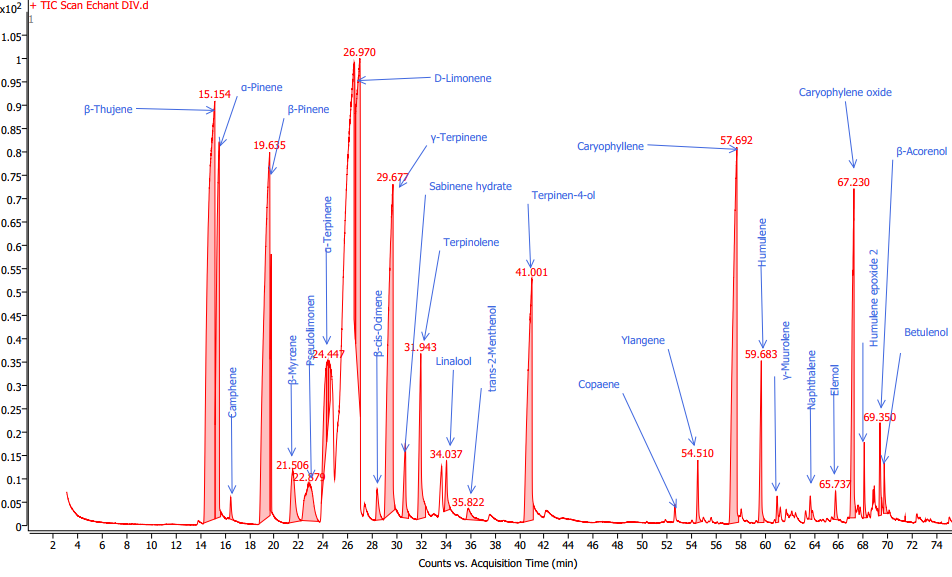 x10²
+ TIC Scan Echant DIV.d
1
1.05
1
0.95
0.9
0.85
0.8
0.75
0.7
0.65
0.6
0.55
0.5
0.45
0.4
0.35
0.3
0.25
0.2
0.15
0.1
0.05
0
26.970
D-Limonene
15.154
α-Pinene
β-Thujene
β-Pinene
19.635
γ-Terpinene
29.677
Sabinene hydrate
Terpinolene
α-Terpinene
24.447
Pseudolimonen
β-Myrcene
21.506
22.879
Camphene
β-cis-Ocimene
31.943
Linalool
34.037
trans-2-Menthenol
35.822
Terpinen-4-ol
41.001
Caryophyllene
57.692
Caryophylene oxide
67.230
β-Acorenol
Humulene
59.683
Ylangene
Copaene
54.510
γ-Muurolene
Naphthalene
Elemol
65.737
Humulene epoxide 2
69.350
Betulenol
2 4 6 8 10 12 14 16 18 20 22 24 26 28 30 32 34 36 38 40 42 44 46 48 50 52 54 56 58 60 62 64 66 68 70 72 74
Counts vs. Acquisition Time (min)